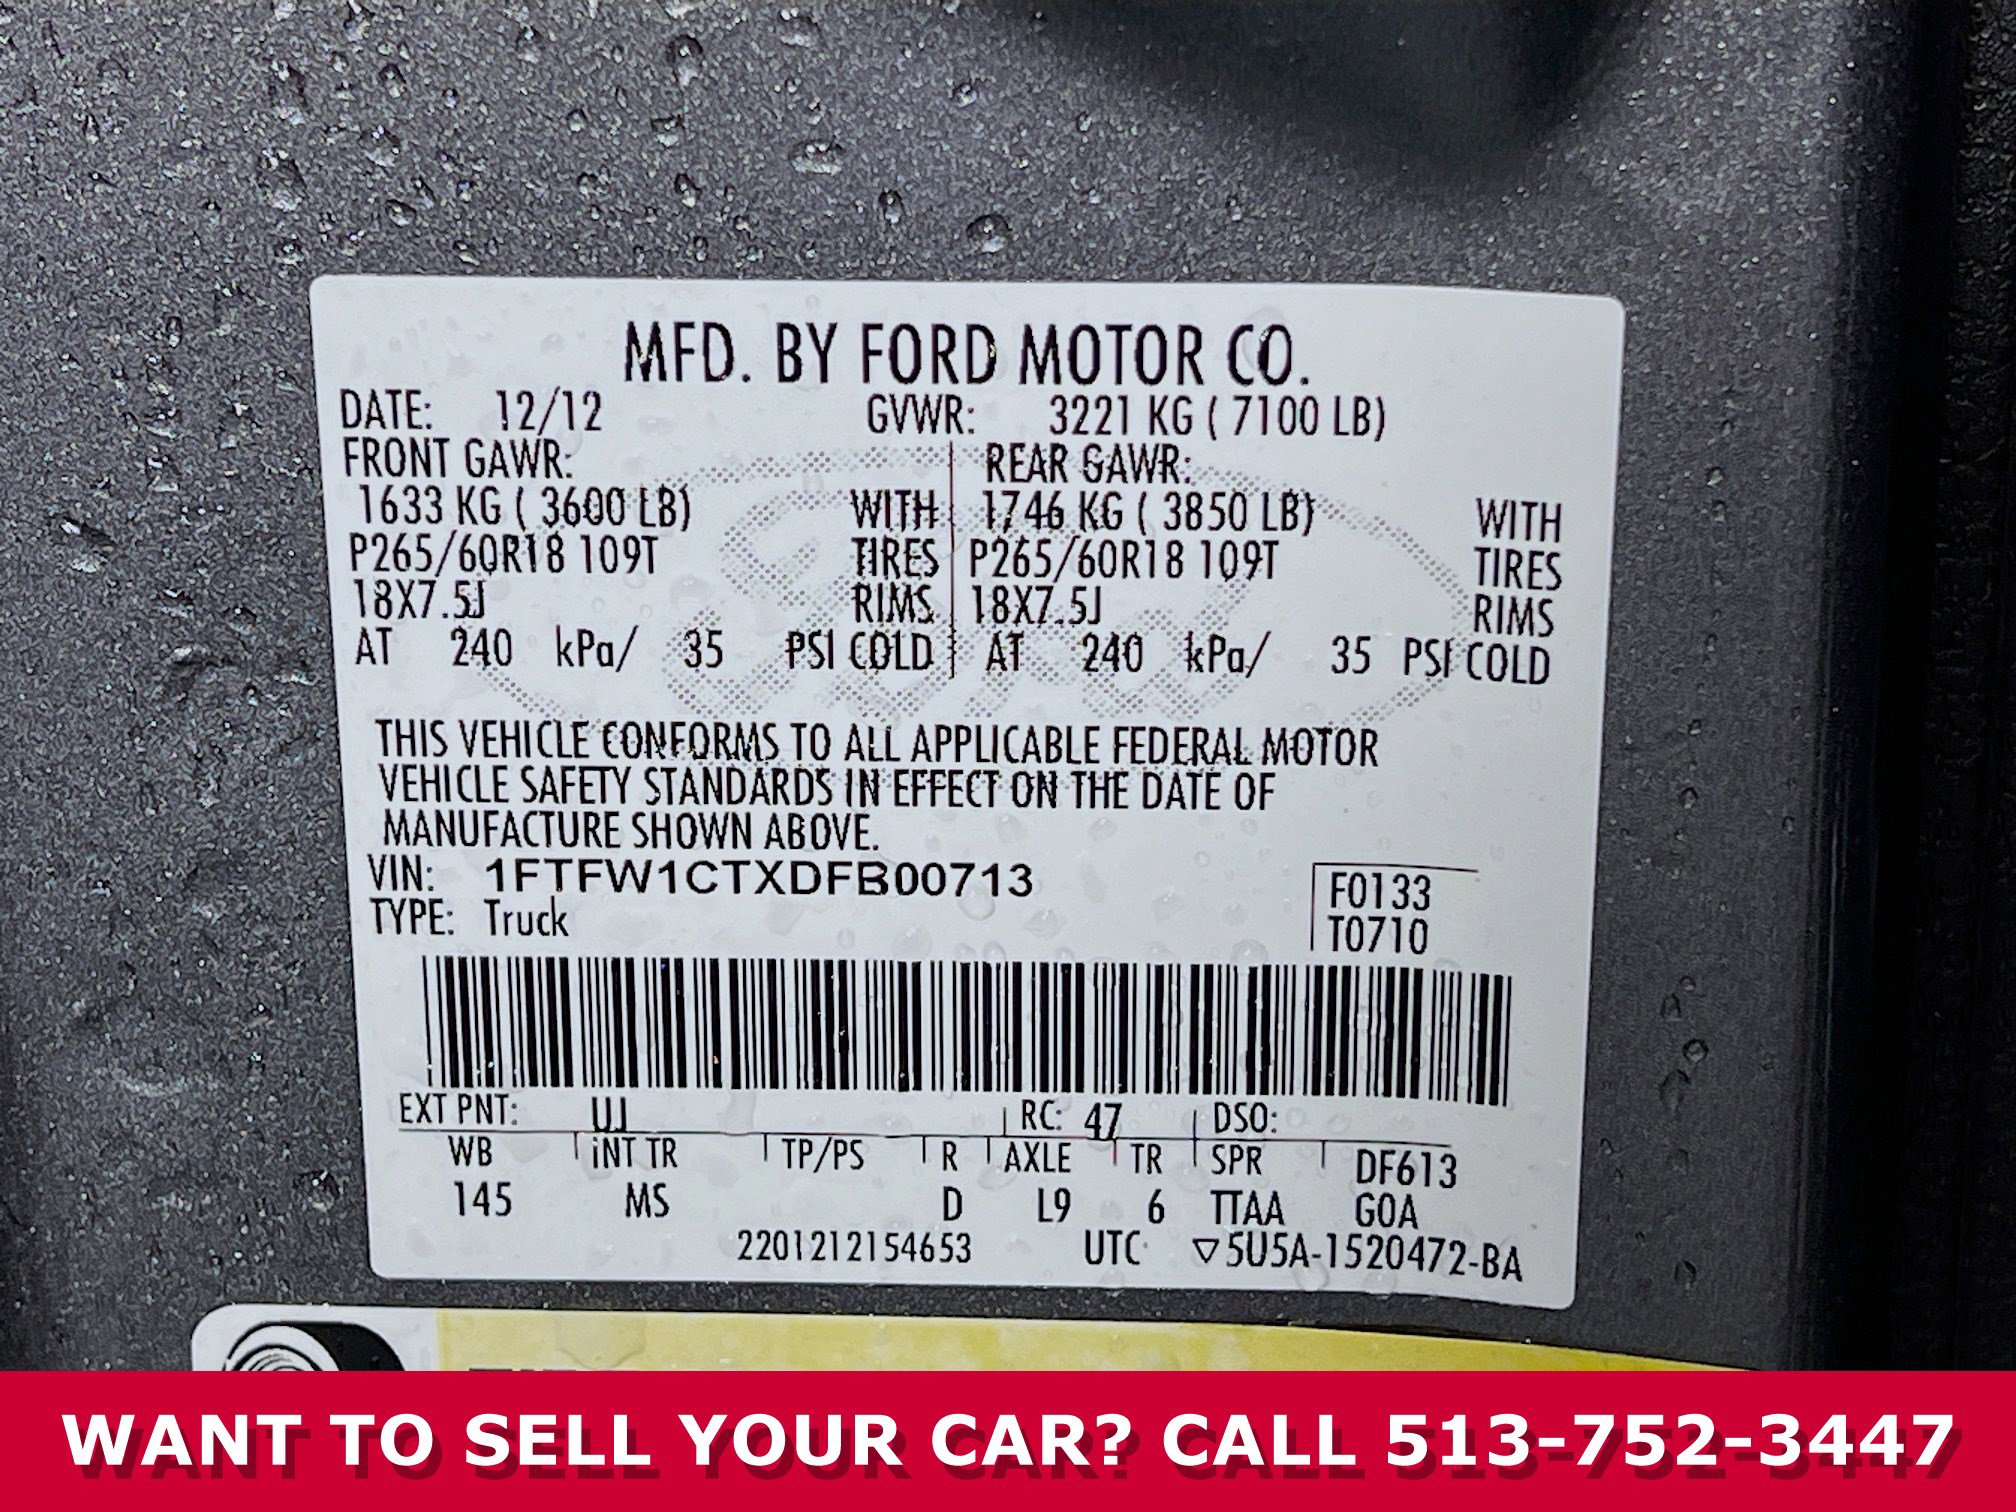 MFD. BY FORD MOTOR CO.
DATE: 12/12 GVWR: 3221 KG ( 7100 LB)
FRONT GAWR: REAR GAWR:
1633 KG ( 3600 LB) WITH 1746 KG ( 3850 LB) WITH
P265/60R18 109T TIRES P265/60R18 109T TIRES
18X7.5J RIMS 18X7.5J RIMS
AT 240 kPa/ 35 PSI COLD AT 240 kPa/ 35 PSI COLD
THIS VEHICLE CONFORMS TO ALL APPLICABLE FEDERAL MOTOR
VEHICLE SAFETY STANDARDS IN EFFECT ON THE DATE OF
MANUFACTURE SHOWN ABOVE.
VIN: 1FTFW1CTXDFB00713
F0133
TYPE: Truck
T0710
EXT PNT: UJ RC: 47 DSO:
WB INT TR TP/PS R AXLE TR SPR DF613
145 MS D L9 6 TTAA GOA
2201212154653 UTC ▽5U5A-1520472-BA
WANT TO SELL YOUR CAR? CALL 513-752-3447